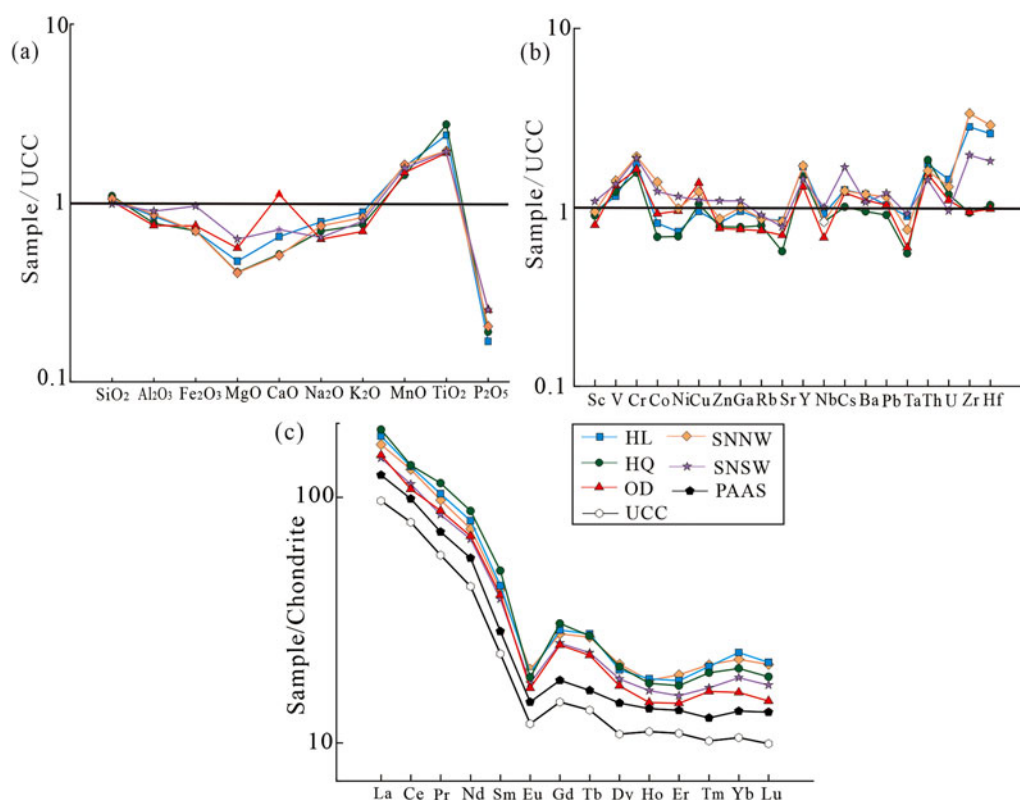 (a)
10
1
0.1
Sample/UCC
SiO₂ Al₂O₃ Fe₂O₃ MgO CaO Na₂O K₂O MnO TiO₂ P₂O₅
(b)
10
1
0.1
Sample/UCC
Sc V Cr Co Ni Cu Zn Ga Rb Sr Y Nb Cs Ba Pb Ta Th U Zr Hf
(c)
100
10
Sample/Chondrite
La Ce Pr Nd Sm Eu Gd Tb Dy Ho Er Tm Yb Lu
HL SNNW
HQ SNSW
OD PAAS
UCC